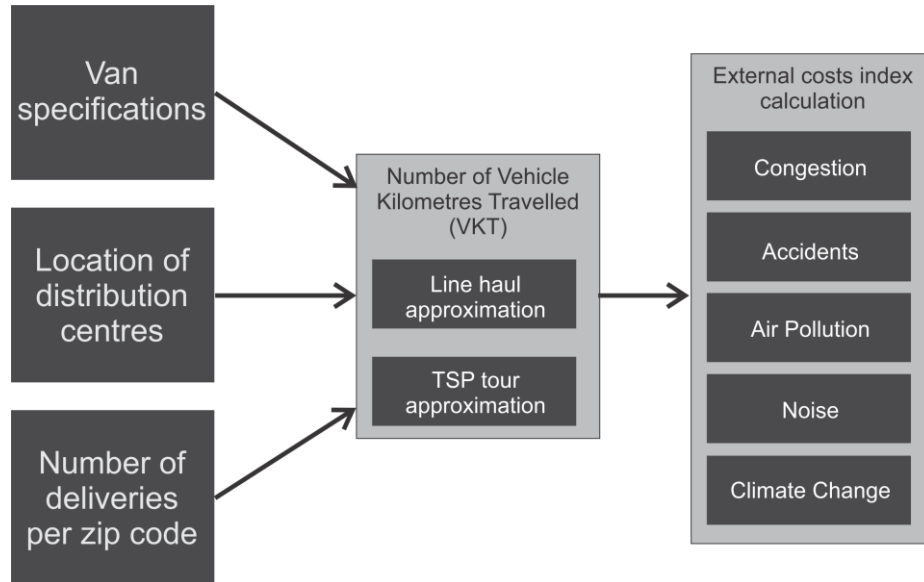 Van
specifications
Location of
distribution
centres
Number of
deliveries
per zip code
Number of Vehicle
Kilometres Travelled
(VKT)
Line haul
approximation
TSP tour
approximation
External costs index
calculation
Congestion
Accidents
Air Pollution
Noise
Climate Change